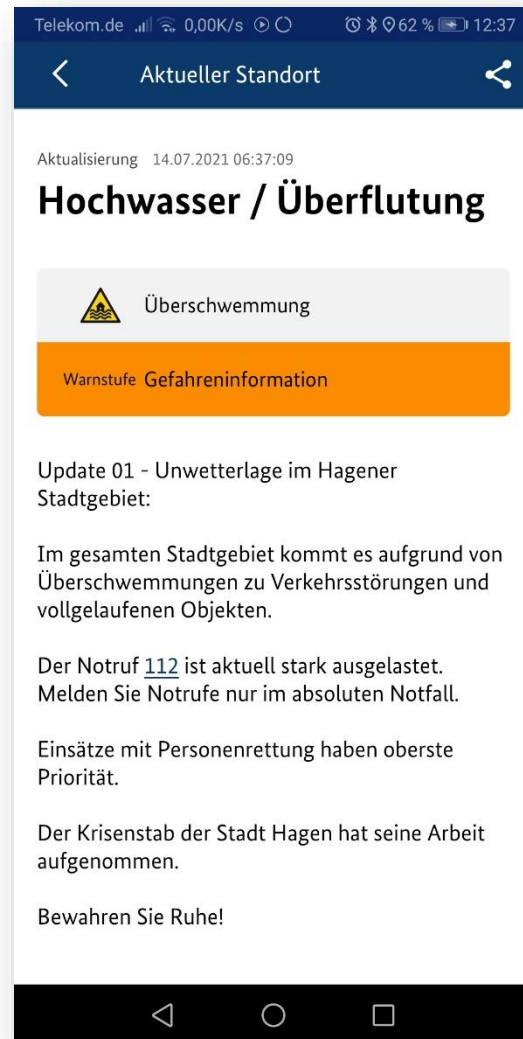 Telekom.de 0,00K/s 62 % 12:37
Aktueller Standort
Aktualisierung 14.07.2021 06:37:09
Hochwasser / Überflutung
Überschwemmung
Warnstufe Gefahreninformation
Update 01 - Unwetterlage im Hagener
Stadtgebiet:
Im gesamten Stadtgebiet kommt es aufgrund von
Überschwemmungen zu Verkehrsstörungen und
vollgelaufenen Objekten.
Der Notruf 112 ist aktuell stark ausgelastet.
Melden Sie Notrufe nur im absoluten Notfall.
Einsätze mit Personenrettung haben oberste
Priorität.
Der Krisenstab der Stadt Hagen hat seine Arbeit
aufgenommen.
Bewahren Sie Ruhe!